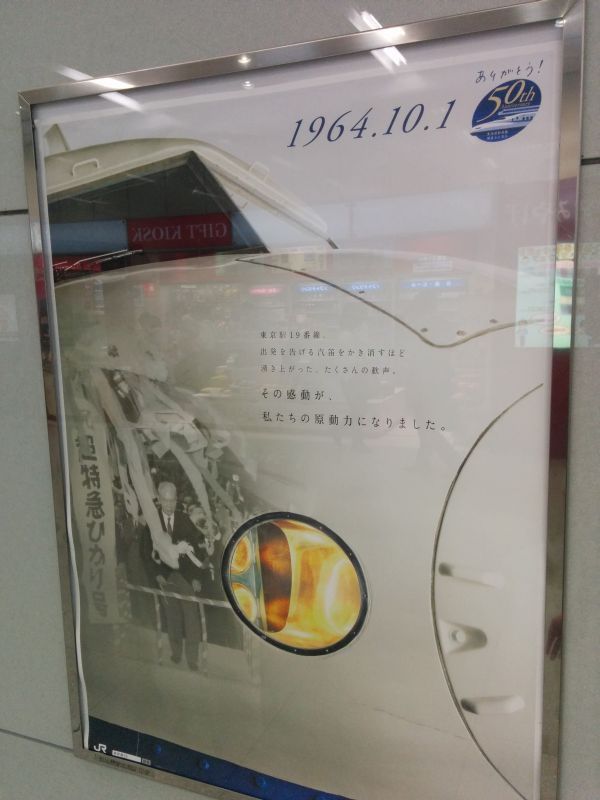 ありがとう!
50th
1964.10.1
GIFT KIOSK
東京駅19番線、
出発を告げる汽笛をかき消すほど
湧き上がった、たくさんの歓声。
その感動が、
私たちの原動力になりました。
超特急ひかり号
JR